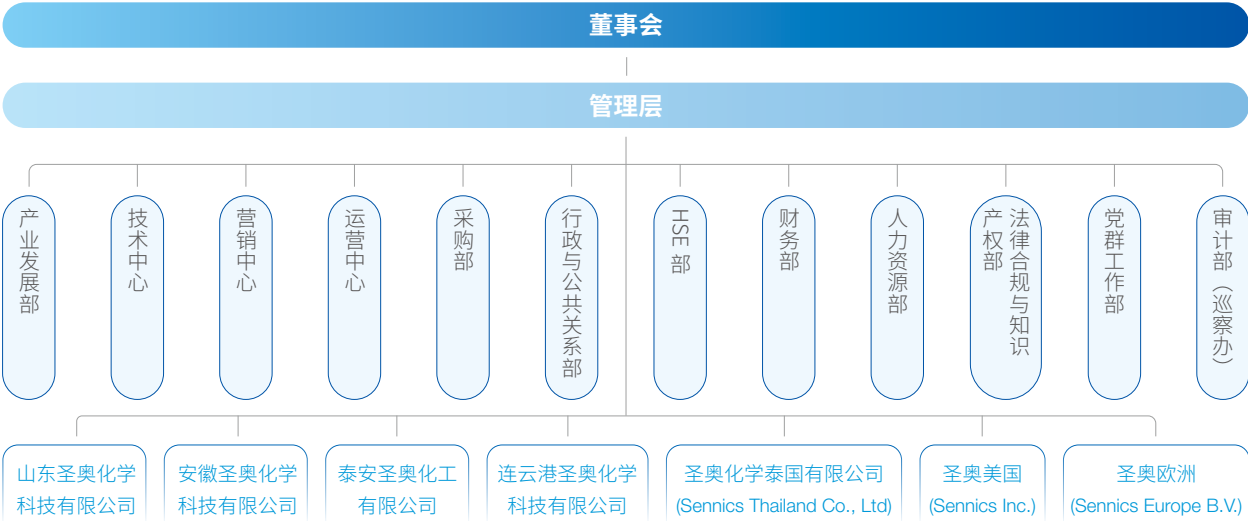 董事会
管理层
产业发展部
技术中心
营销中心
运营中心
采购部
行政与公共关系部
HSE 部
财务部
人力资源部
法律合规与知识
产权部
党群工作部
审计部（巡察办）
山东圣奥化学
科技有限公司
安徽圣奥化学
科技有限公司
泰安圣奥化工
有限公司
连云港圣奥化学
科技有限公司
圣奥化学泰国有限公司
(Sennics Thailand Co., Ltd)
圣奥美国
(Sennics Inc.)
圣奥欧洲
(Sennics Europe B.V.)